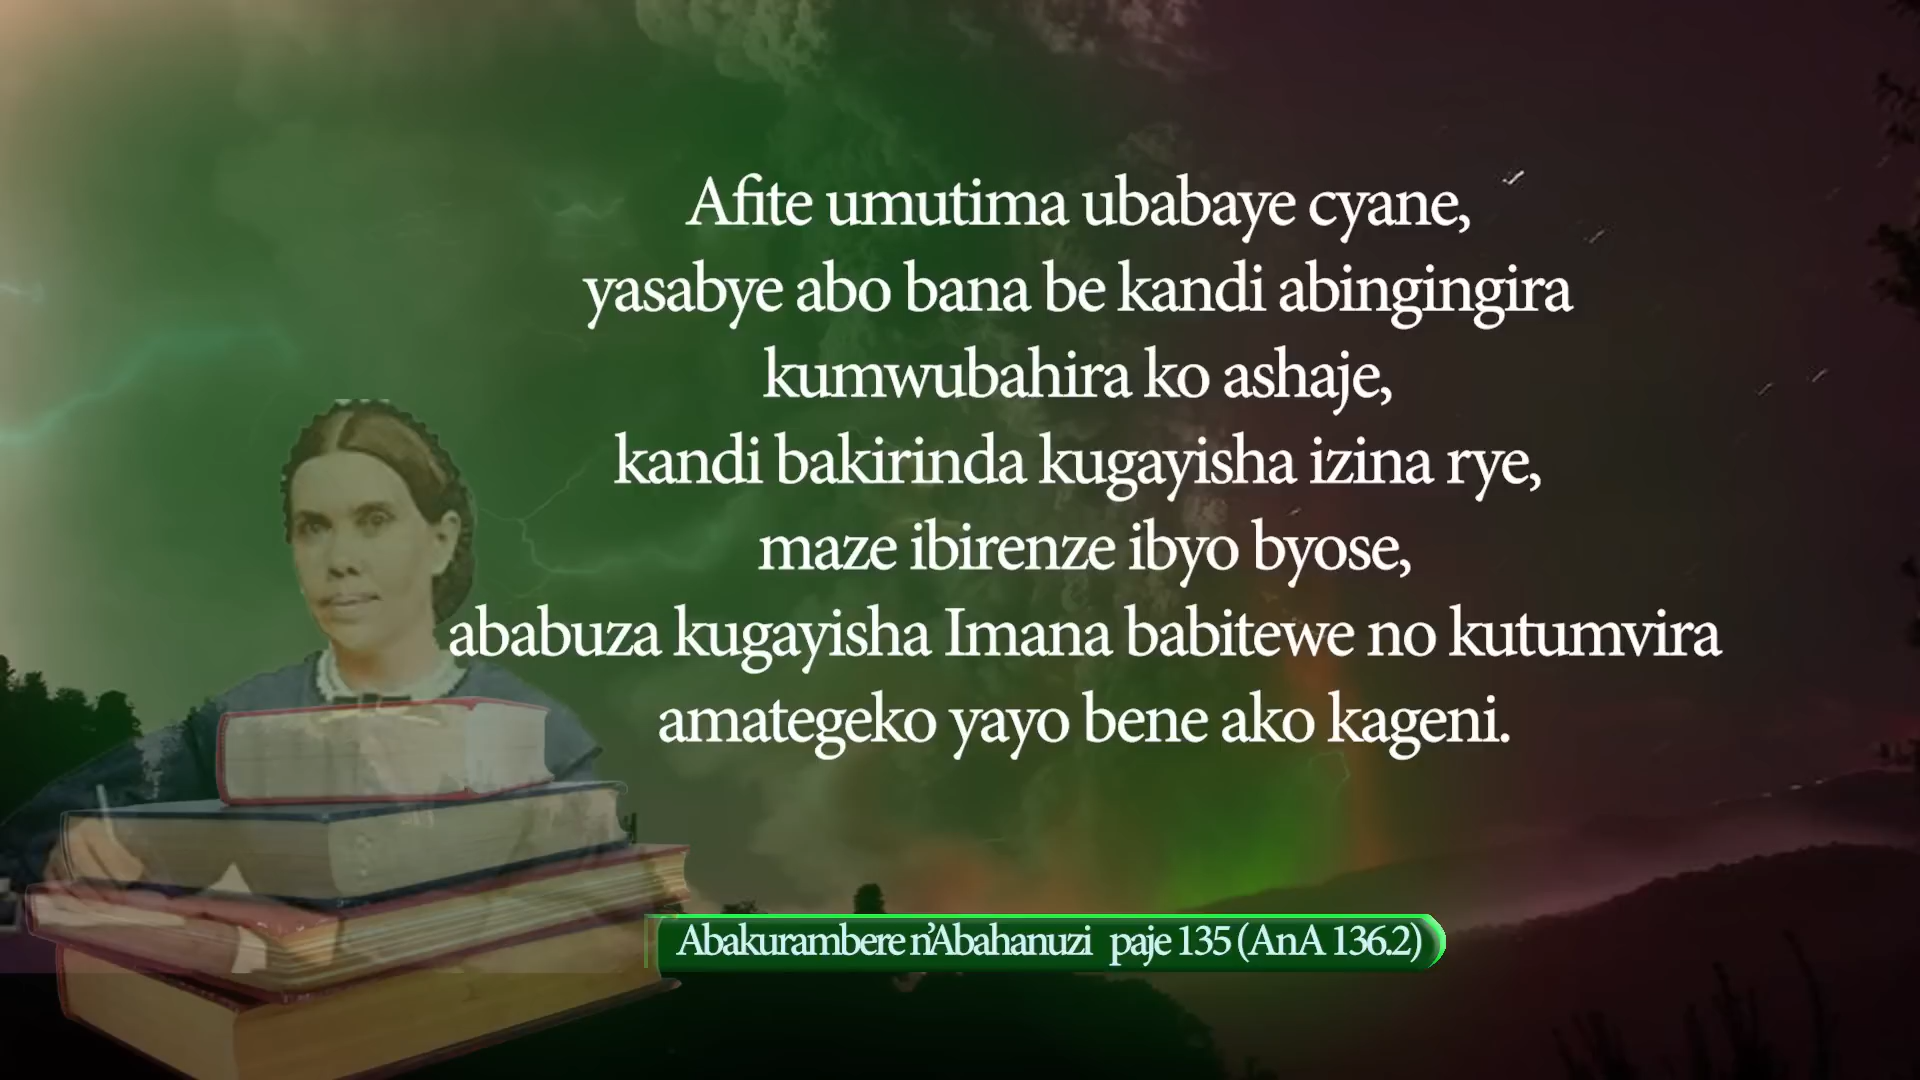 Afite umutima ubabaye cyane,
yasabye abo bana be kandi abingingira
kumwubahira ko ashaje,
kandi bakirinda kugayisha izina rye,
maze ibirenze ibyo byose,
ababuza kugayisha Imana babitewe no kutumvira
amategeko yayo bene ako kageni.
Abakurambere n'Abahanuzi paje 135 (AnA 136.2)